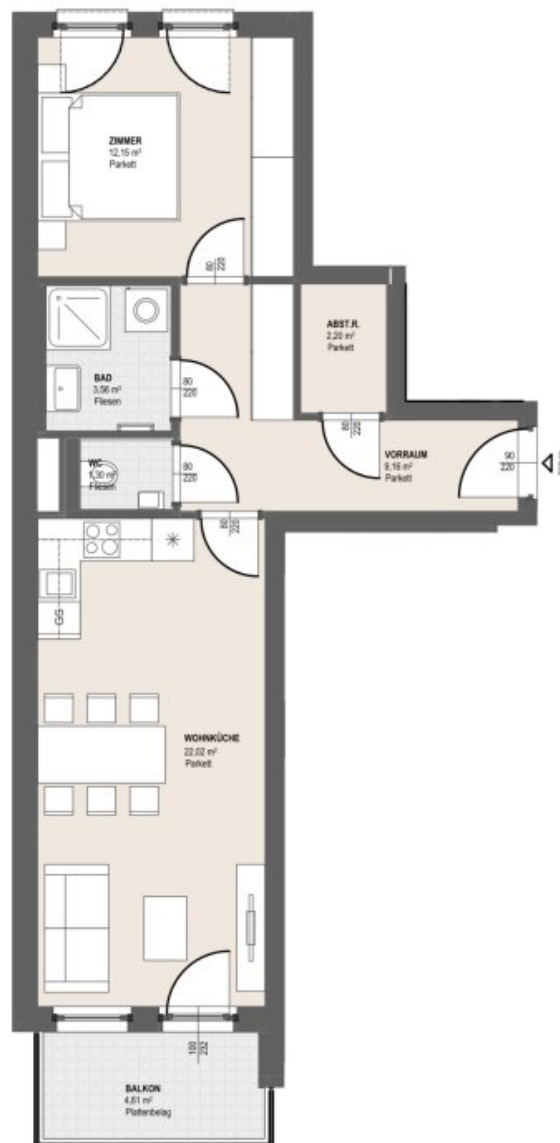 ZIMMER
12,15 m²
Parkett
80
220
ABST.R.
2,20 m²
Parkett
BAD
3,56 m²
Fliesen
80
220
80
220
VORRAUM
9,16 m²
Parkett
90
220
WC
1,30 m²
Fliesen
80
220
80
220
GS
WOHNKÜCHE
22,02 m²
Parkett
100
232
BALKON
4,61 m²
Plattenbelag